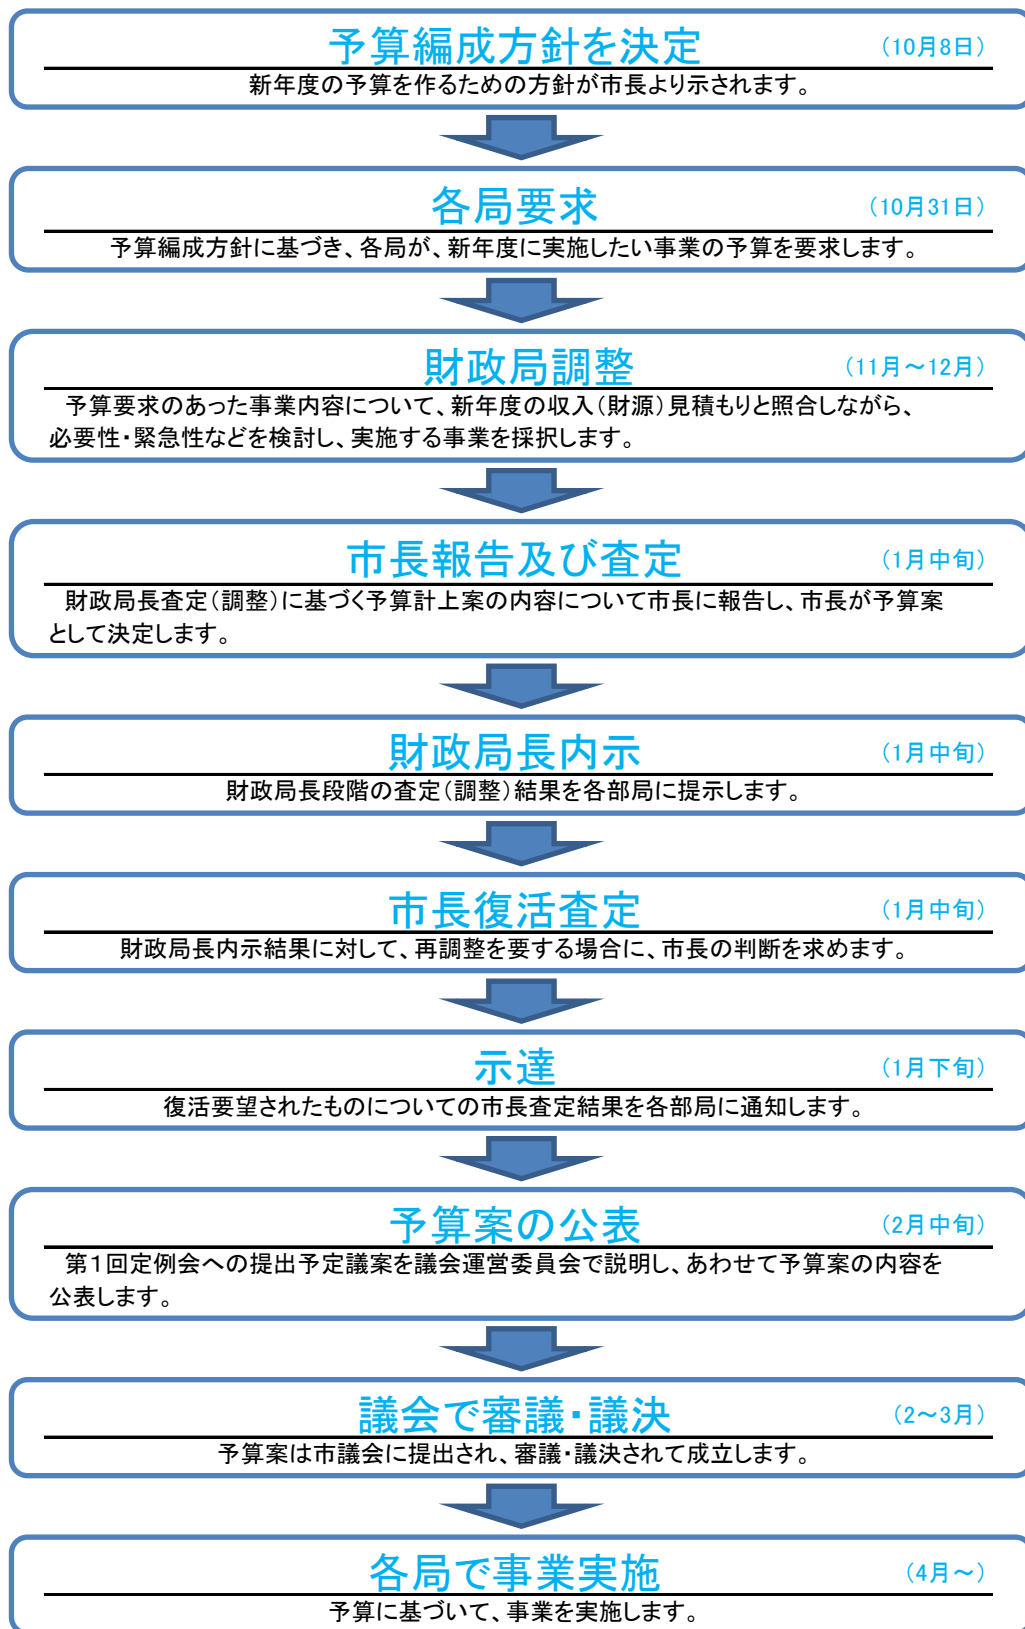 予算編成方針を決定
（10月8日）
新年度の予算を作るための方針が市長より示されます。
各局要求
（10月31日）
予算編成方針に基づき、各局が、新年度に実施したい事業の予算を要求します。
財政局調整
（11月～12月）
予算要求のあった事業内容について、新年度の収入（財源）見積もりと照合しながら、
必要性・緊急性などを検討し、実施する事業を採択します。
市長報告及び査定
（1月中旬）
財政局長査定（調整）に基づく予算計上案の内容について市長に報告し、市長が予算案
として決定します。
財政局長内示
（1月中旬）
財政局長段階の査定（調整）結果を各部局に提示します。
市長復活査定
（1月中旬）
財政局長内示結果に対して、再調整を要する場合に、市長の判断を求めます。
示達
（1月下旬）
復活要望されたものについての市長査定結果を各部局に通知します。
予算案の公表
（2月中旬）
第１回定例会への提出予定議案を議会運営委員会で説明し、あわせて予算案の内容を
公表します。
議会で審議・議決
（2～3月）
予算案は市議会に提出され、審議・議決されて成立します。
各局で事業実施
（4月～）
予算に基づいて、事業を実施します。